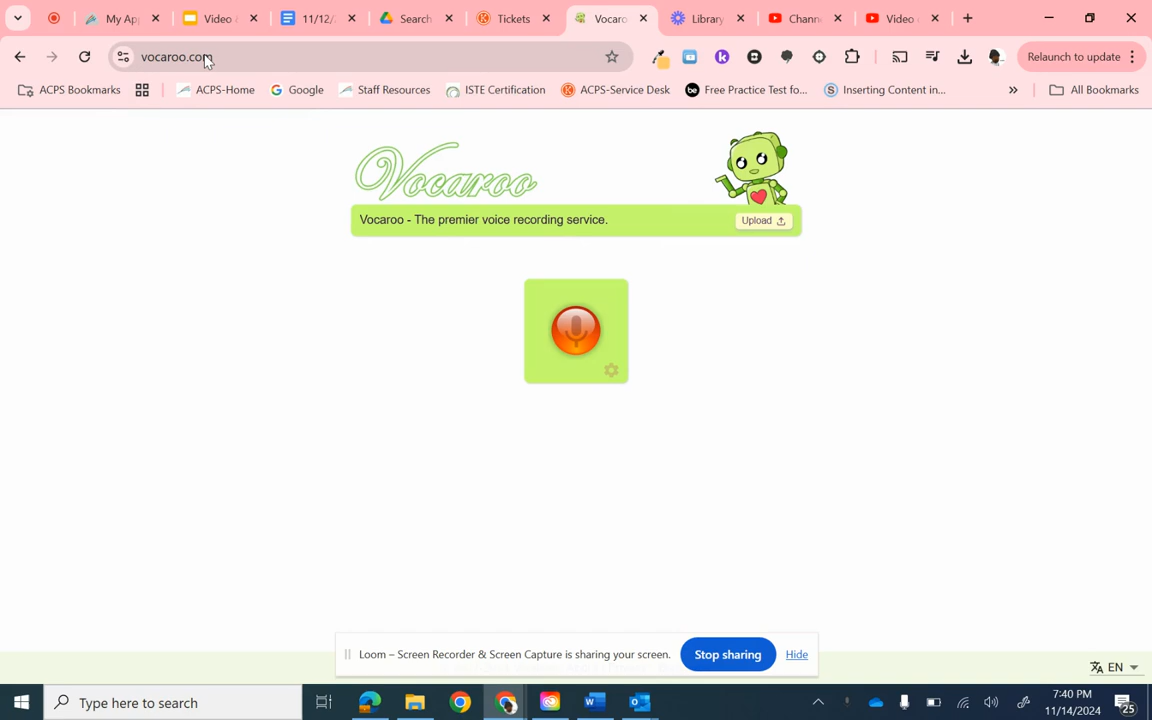 My Ap
Video
11/12/
Search
Tickets
Vocaro
Library
Chann
Video
vocaroo.com
Relaunch to update
ACPS Bookmarks
ACPS-Home
Google
Staff Resources
ISTE Certification
ACPS-Service Desk
be
Free Practice Test fo...
S
Inserting Content in...
»
All Bookmarks
Vocaroo
Vocaroo - The premier voice recording service.
Upload
Loom – Screen Recorder & Screen Capture is sharing your screen.
Stop sharing
Hide
EN
Type here to search
7:40 PM
11/14/2024
25